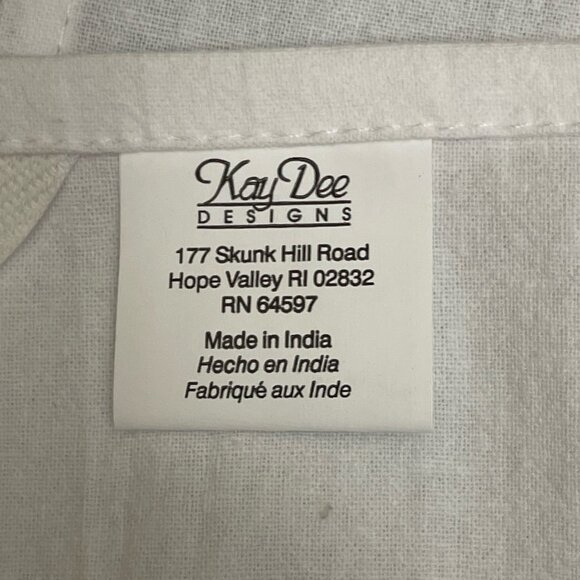 Kay Dee
DESIGNS
177 Skunk Hill Road
Hope Valley RI 02832
RN 64597
Made in India
Hecho en India
Fabriqué aux Inde